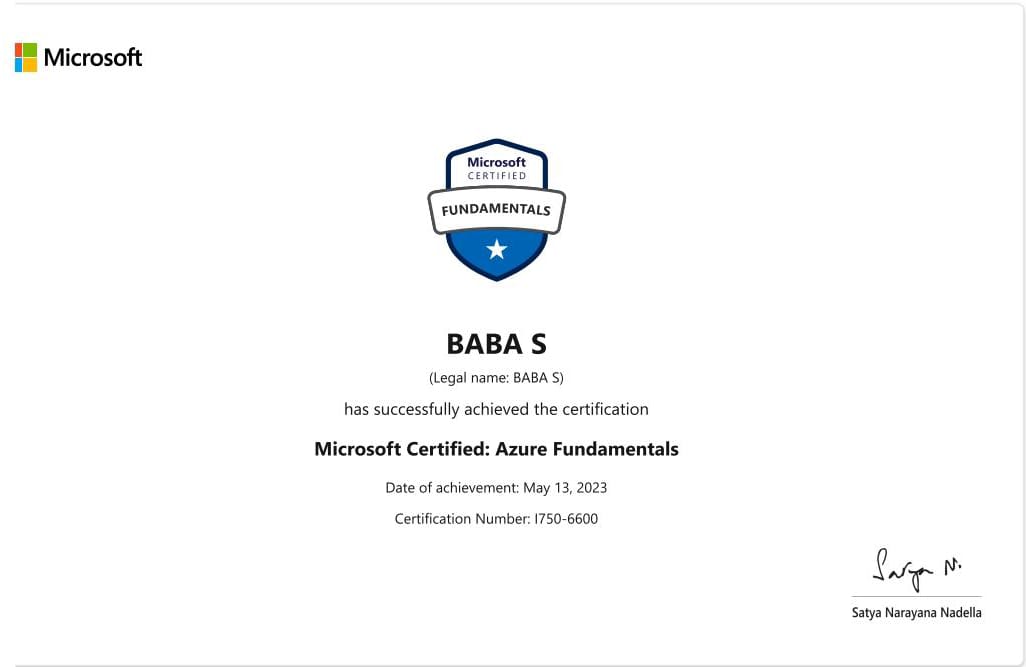 Microsoft
Microsoft
CERTIFIED
FUNDAMENTALS
BABA S
(Legal name: BABA S)
has successfully achieved the certification
Microsoft Certified: Azure Fundamentals
Date of achievement: May 13, 2023
Certification Number: I750-6600
Satya N.
Satya Narayana Nadella